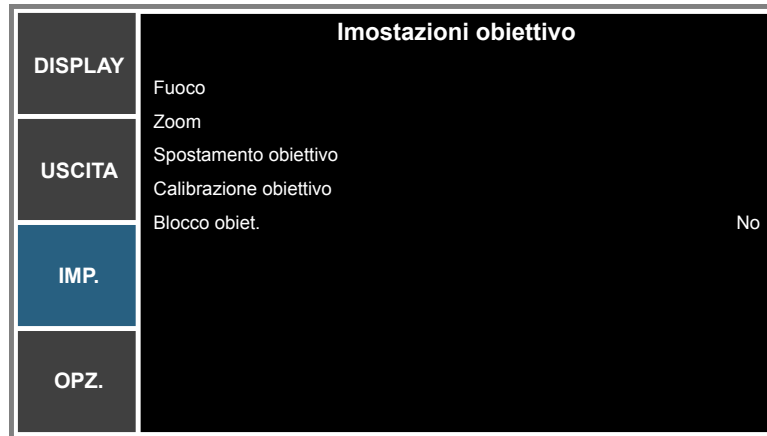 Imostazioni obiettivo
DISPLAY
Fuoco
Zoom
Spostamento obiettivo
USCITA
Calibrazione obiettivo
Blocco obiet. No
IMP.
OPZ.